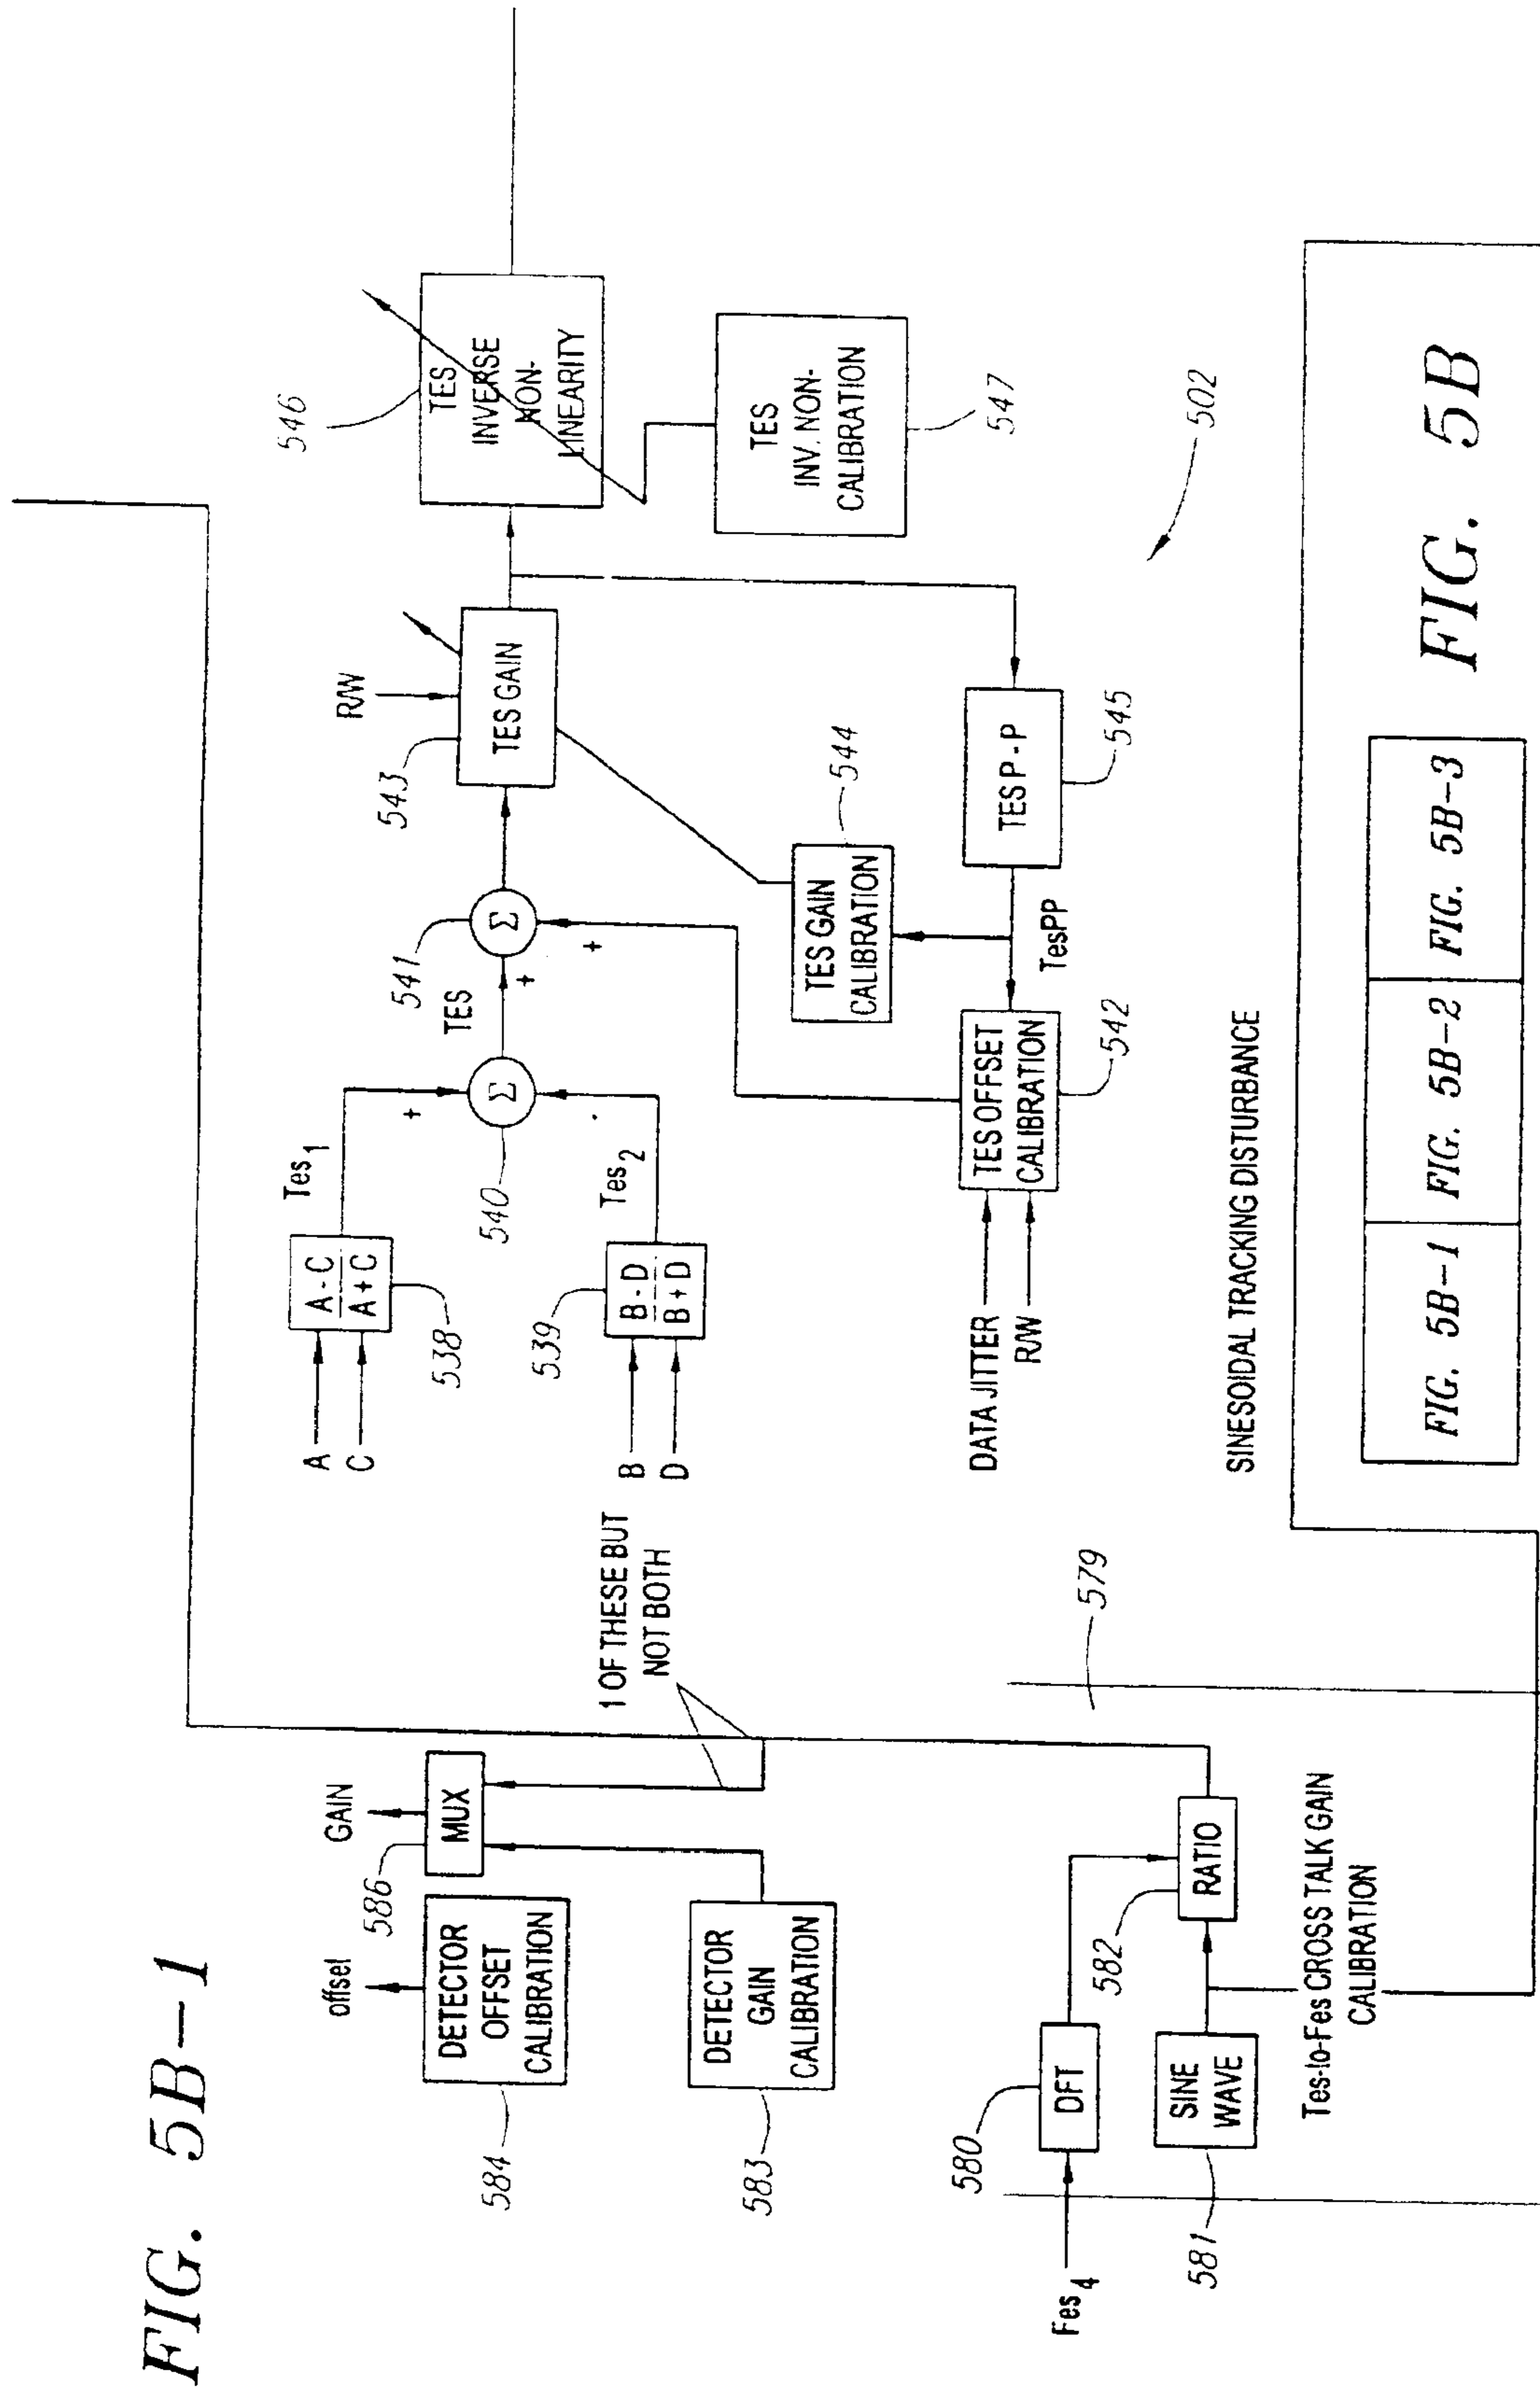 FIG. 5B-1
offset
GAIN
586
MUX
DETECTOR
OFFSET
CALIBRATION
584
1 OF THESE BUT
NOT BOTH
DETECTOR
GAIN
CALIBRATION
583
Fes4
580
DFT
582
RATIO
SINE
WAVE
581
Tes-to-Fes CROSS TALK GAIN
CALIBRATION
579
A
C
A - C
A + C
538
Tes1
+
540
Σ
B
D
539
B - D
B + D
Tes2
TES
+
541
Σ
+
543
R/W
TES GAIN
546
TES
INVERSE
NON-
LINEARITY
TES
INV. NON-
CALIBRATION
547
TES GAIN
CALIBRATION
544
DATA JITTER
R/W
TES OFFSET
CALIBRATION
542
TesPP
TES P-P
545
502
SINESOIDAL TRACKING DISTURBANCE
FIG. 5B-1
FIG. 5B-2
FIG. 5B-3
FIG. 5B